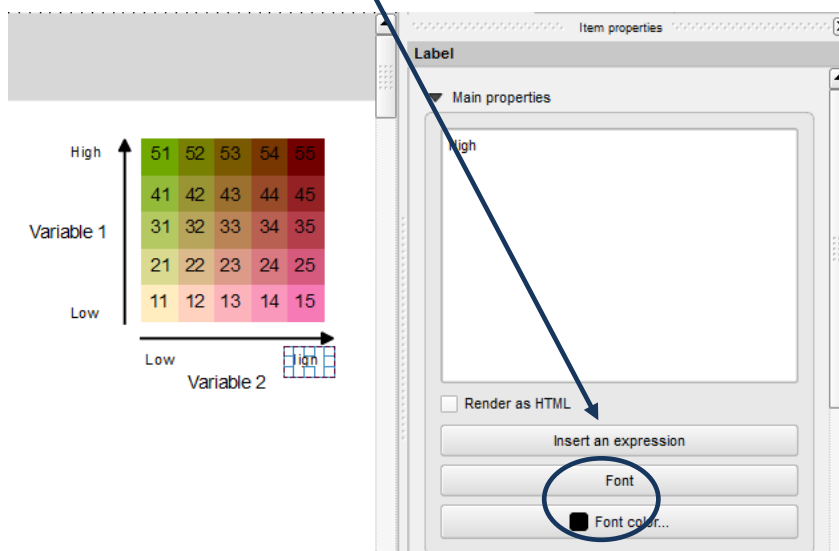 High
51 52 53 54 55
41 42 43 44 45
Variable 1
31 32 33 34 35
21 22 23 24 25
11 12 13 14 15
Low
Low
Variable 2
Item properties
Label
Main properties
High
Render as HTML
Insert an expression
Font
Font color...